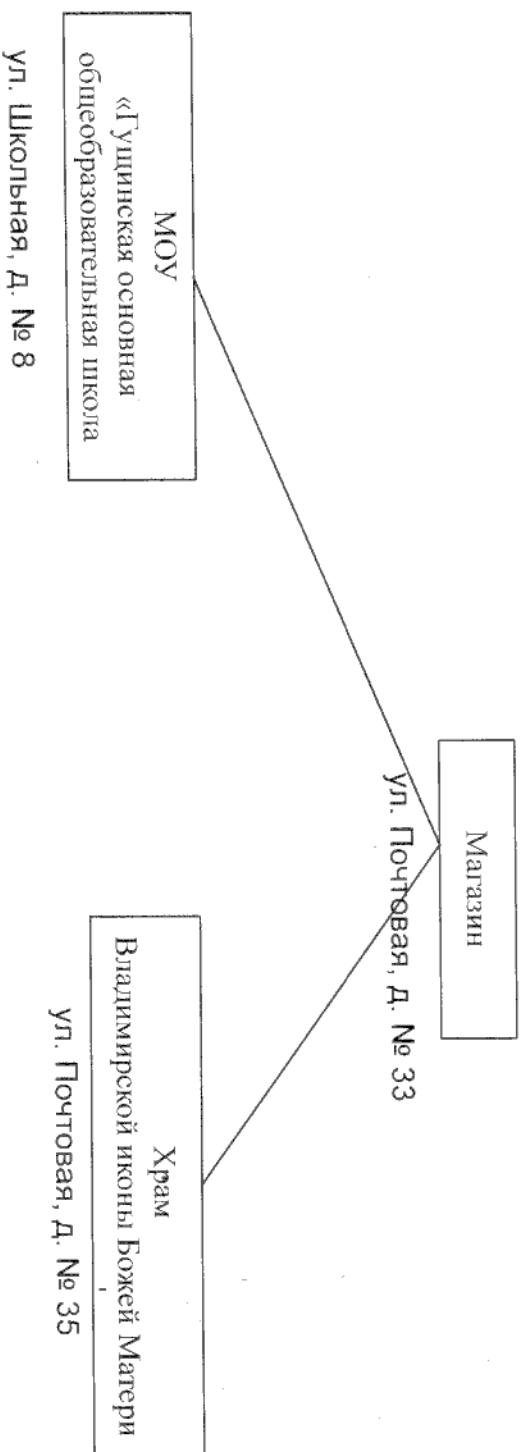 Магазин
ул. Почтовая, д. № 33
МОУ
«Гущинская основная
общеобразовательная школа
ул. Школьная, д. № 8
Храм
Владимирской иконы Божей Матери
ул. Почтовая, д. № 35